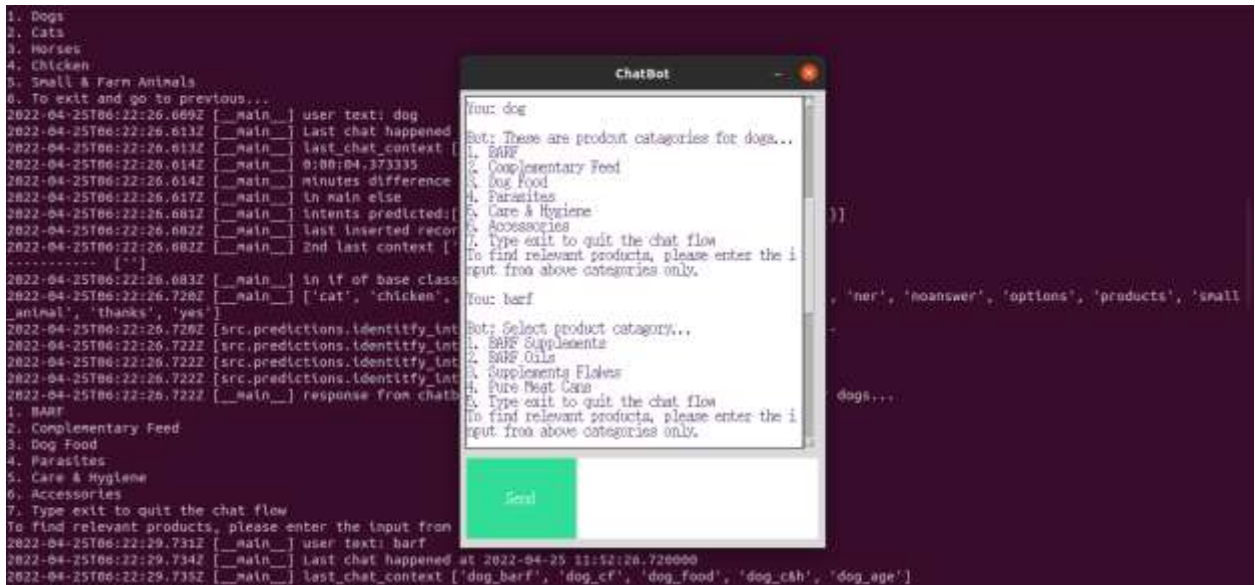 1. Dogs
2. Cats
3. Horses
4. Chicken
5. Small & Farm Animals
6. To exit and go to previous...
2022-04-25T06:22:26.609Z [__main__] user text: dog
2022-04-25T06:22:26.613Z [__main__] Last chat happened
2022-04-25T06:22:26.613Z [__main__] last_chat_context [
2022-04-25T06:22:26.614Z [__main__] 0:00:04.373335
2022-04-25T06:22:26.614Z [__main__] minutes difference
2022-04-25T06:22:26.617Z [__main__] in main else
2022-04-25T06:22:26.681Z [__main__] intents predicted:[ }]
2022-04-25T06:22:26.682Z [__main__] last inserted recor
2022-04-25T06:22:26.682Z [__main__] 2nd last context ['
----------- ['']
2022-04-25T06:22:26.683Z [__main__] in if of base class
2022-04-25T06:22:26.720Z [__main__] ['cat', 'chicken', , 'ner', 'noanswer', 'options', 'products', 'small
_animal', 'thanks', 'yes']
2022-04-25T06:22:26.720Z [src.predictions.identitfy_int -
2022-04-25T06:22:26.722Z [src.predictions.identitfy_int
2022-04-25T06:22:26.722Z [src.predictions.identitfy_int
2022-04-25T06:22:26.722Z [src.predictions.identitfy_int
2022-04-25T06:22:26.722Z [__main__] response from chatb dogs...
1. BARF
2. Complementary Feed
3. Dog Food
4. Parasites
5. Care & Hygiene
6. Accessories
7. Type exit to quit the chat flow
To find relevant products, please enter the input from
2022-04-25T06:22:29.731Z [__main__] user text: barf
2022-04-25T06:22:29.734Z [__main__] Last chat happened at 2022-04-25 11:52:26.720000
2022-04-25T06:22:29.735Z [__main__] last_chat_context ['dog_barf', 'dog_cf', 'dog_food', 'dog_c&h', 'dog_age']
ChatBot
You: dog
Bot: These are prodcut catagories for dogs...
1. BARF
2. Complementary Feed
3. Dog Food
4. Parasites
5. Care & Hygiene
6. Accessories
7. Type exit to quit the chat flow
To find relevant products, please enter the i
nput from above categories only.
You: barf
Bot: Select product catagory...
1. BARF Supplements
2. BARF Oils
3. Supplements Flakes
4. Pure Meat Cans
5. Type exit to quit the chat flow
To find relevant products, please enter the i
nput from above categories only.
Send